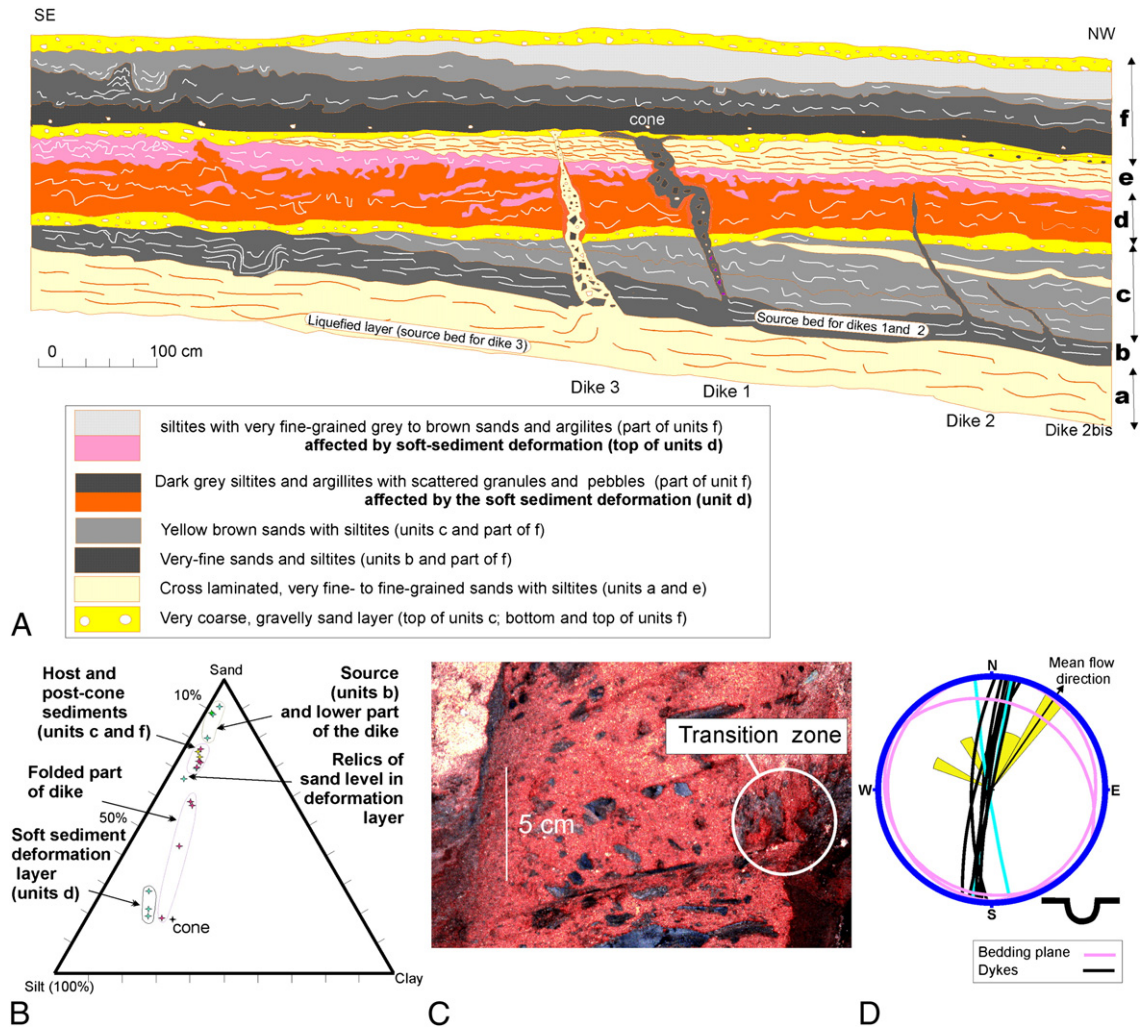 SE
NW
cone
f
e
d
c
b
a
Source bed for dikes 1and 2
Liquefied layer (source bed for dike 3)
0 100 cm
Dike 3
Dike 1
Dike 2
Dike 2bis
siltites with very fine-grained grey to brown sands and argilites (part of units f)
affected by soft-sediment deformation (top of units d)
Dark grey siltites and argillites with scattered granules and pebbles (part of unit f)
affected by the soft sediment deformation (unit d)
Yellow brown sands with siltites (units c and part of f)
Very-fine sands and siltites (units b and part of f)
Cross laminated, very fine- to fine-grained sands with siltites (units a and e)
Very coarse, gravelly sand layer (top of units c; bottom and top of units f)
A
Sand
10%
50%
Host and
post-cone
sediments
(units c and f)
Folded part
of dike
Soft sediment
deformation
layer
(units d)
Source
(units b)
and lower part
of the dike
Relics of
sand level in
deformation
layer
cone
Silt (100%)
Clay
B
Transition zone
5 cm
C
N
Mean flow
direction
W
E
S
Bedding plane
Dykes
D